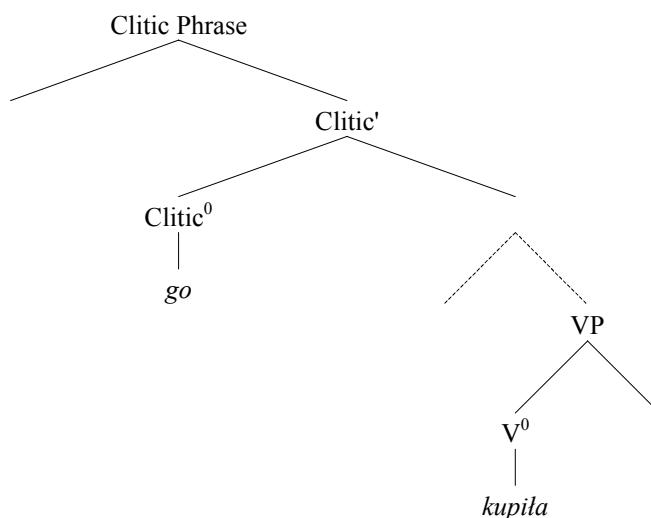 Clitic Phrase
Clitic'
Clitic⁰
go
VP
V⁰
kupiła